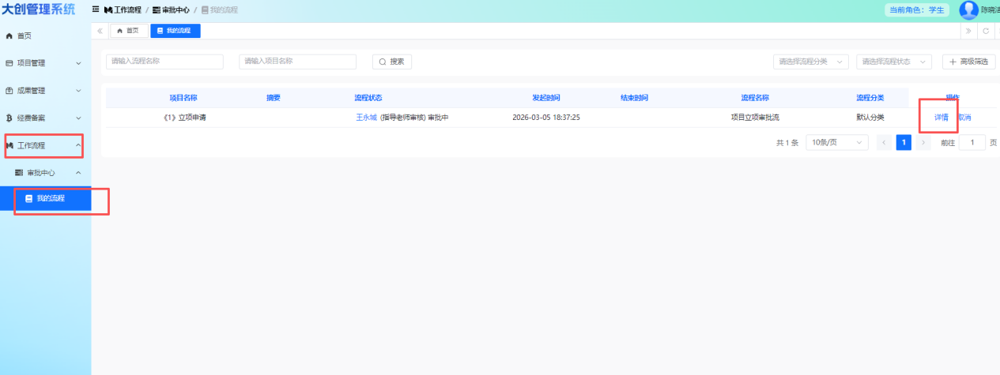 大创管理系统
工作流程 / 审批中心 / 我的流程
当前角色：学生
首页
项目管理
成果管理
经费备案
工作流程
审批中心
我的流程
首页 我的流程
请输入流程名称 请输入项目名称 搜索 请选择流程分类 请选择流程状态 高级筛选
项目名称 摘要 流程状态 发起时间 结束时间 流程名称 流程分类 操作
《1》立项申请 王永城 (指导老师审核) 审批中 2026-03-05 18:37:25 项目立项审批流 默认分类 详情 取消
共 1 条 10条/页 1 前往 1 页